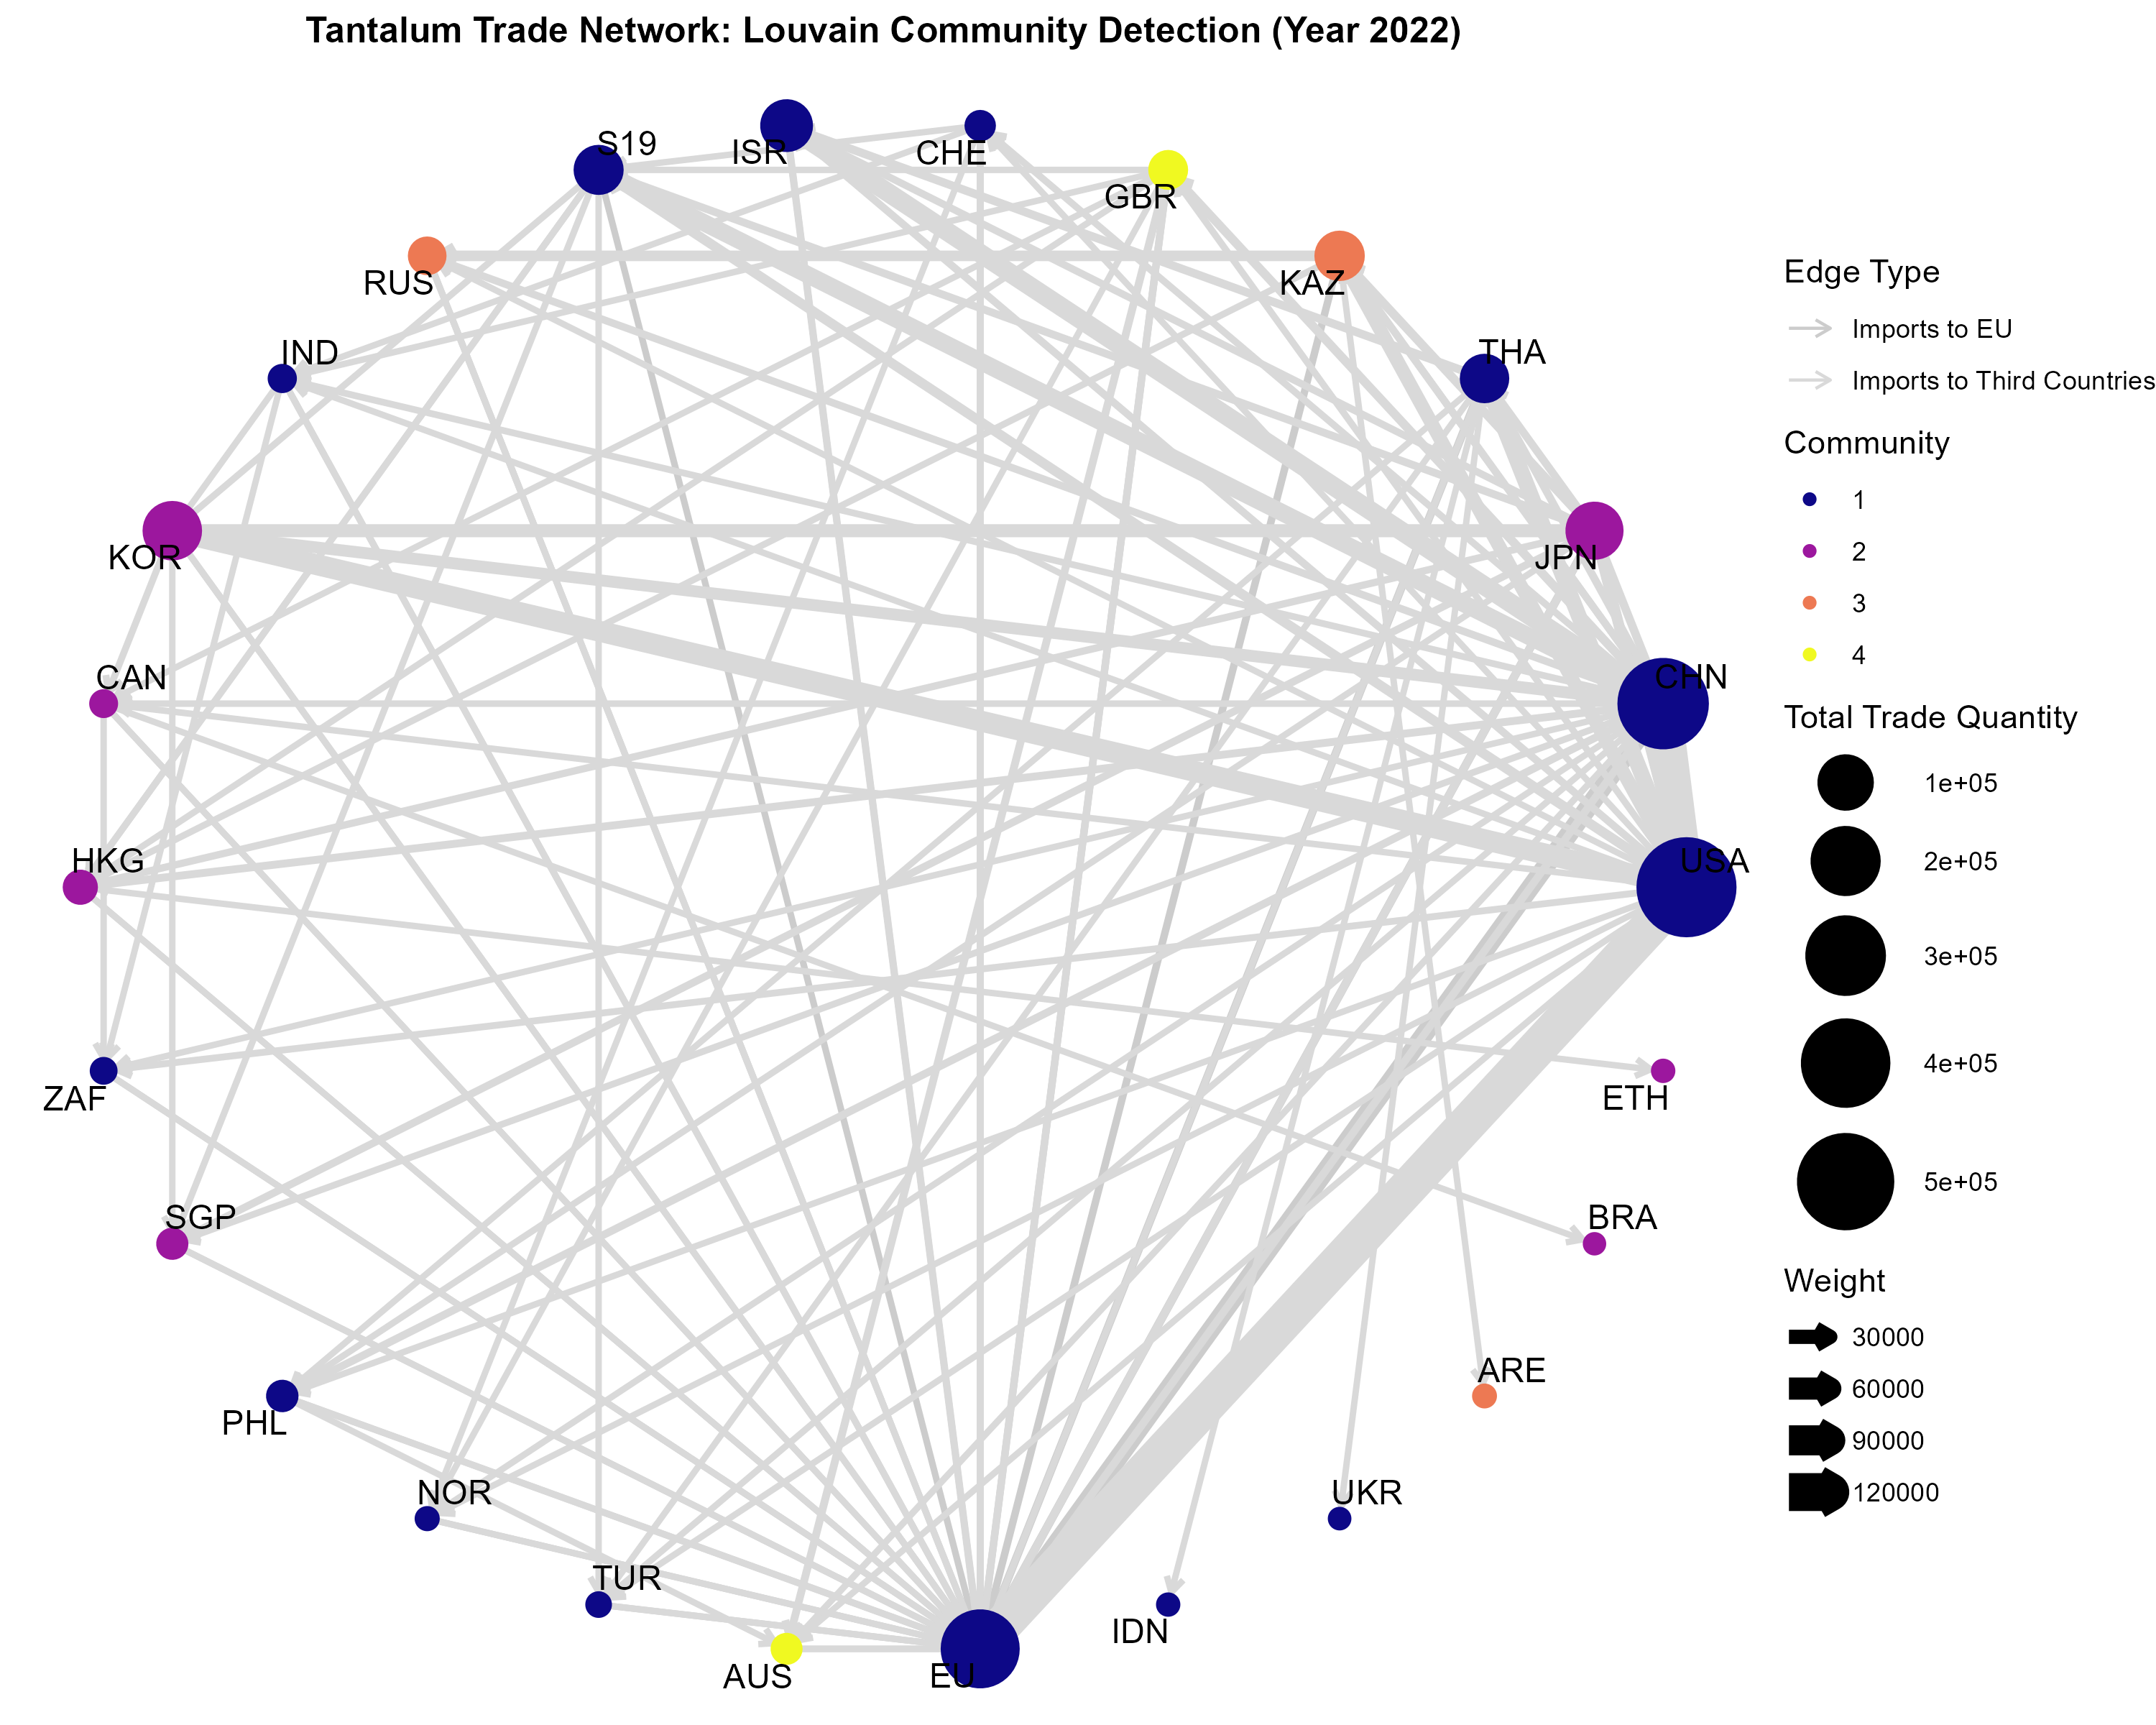 Tantalum Trade Network: Louvain Community Detection (Year 2022)
S19
ISR
CHE
GBR
RUS
KAZ
IND
THA
KOR
JPN
CAN
CHN
HKG
USA
ZAF
ETH
SGP
BRA
PHL
ARE
NOR
UKR
TUR
IDN
AUS
EU
Edge Type
Imports to EU
Imports to Third Countries
Community
1
2
3
4
Total Trade Quantity
1e+05
2e+05
3e+05
4e+05
5e+05
Weight
30000
60000
90000
120000